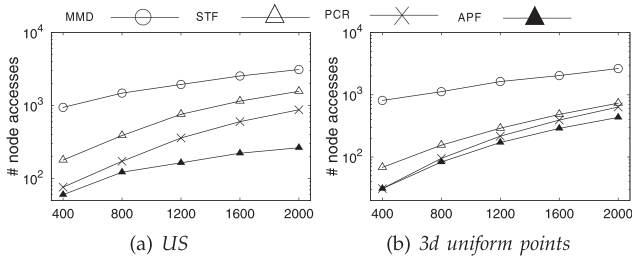 MMD STF PCR APF
10^4
10^3
10^2
# node accesses
400 800 1200 1600 2000
(a) US
10^4
10^3
10^2
# node accesses
400 800 1200 1600 2000
(b) 3d uniform points